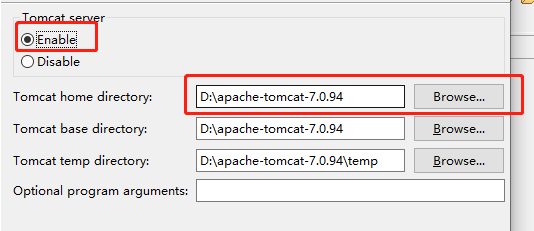 Tomcat server
Enable
Disable
Tomcat home directory: D:\apache-tomcat-7.0.94 Browse...
Tomcat base directory: D:\apache-tomcat-7.0.94 Browse...
Tomcat temp directory: D:\apache-tomcat-7.0.94\temp Browse...
Optional program arguments: